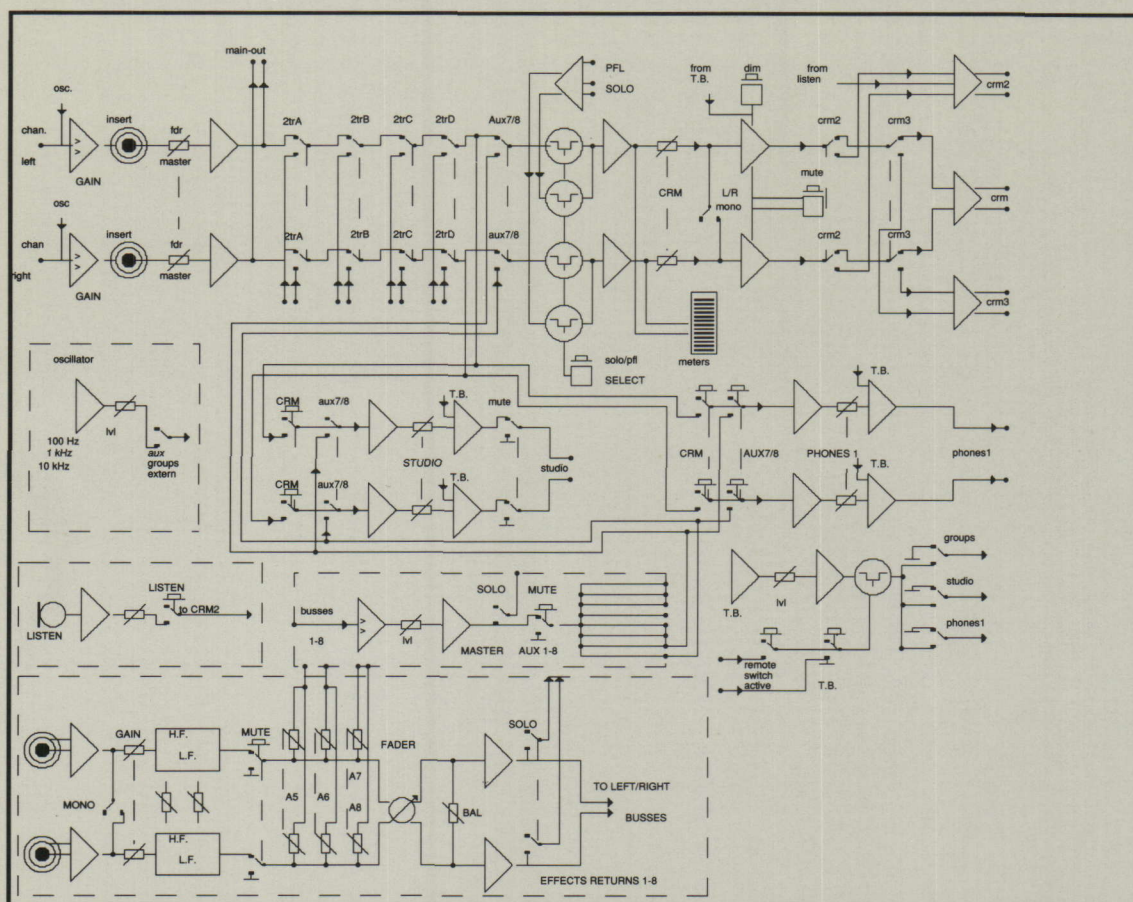 main-out
osc.
chan.
left
GAIN
insert
fdr
master
2trA
2trB
2trC
2trD
Aux7/8
PFL
SOLO
from
T.B.
dim
from
listen
crm2
crm3
crm2
CRM
L/R
mono
mute
crm
osc
chan
right
GAIN
insert
fdr
master
2trA
2trB
2trC
2trD
aux7/8
crm2
crm3
crm3
meters
solo/pfl
SELECT
oscillator
lvl
100 Hz
1 kHz
10 kHz
aux
groups
extern
CRM
aux7/8
T.B.
mute
STUDIO
studio
CRM
aux7/8
T.B.
T.B.
CRM
AUX7/8
PHONES 1
phones1
T.B.
LISTEN
to CRM2
LISTEN
busses
1-8
lvl
MASTER
SOLO
MUTE
AUX 1-8
T.B.
lvl
groups
studio
phones1
remote
switch
active
T.B.
GAIN
H.F.
L.F.
MUTE
MONO
H.F.
L.F.
A5
A6
A7
A8
FADER
BAL
SOLO
TO LEFT/RIGHT
BUSSES
EFFECTS RETURNS 1-8